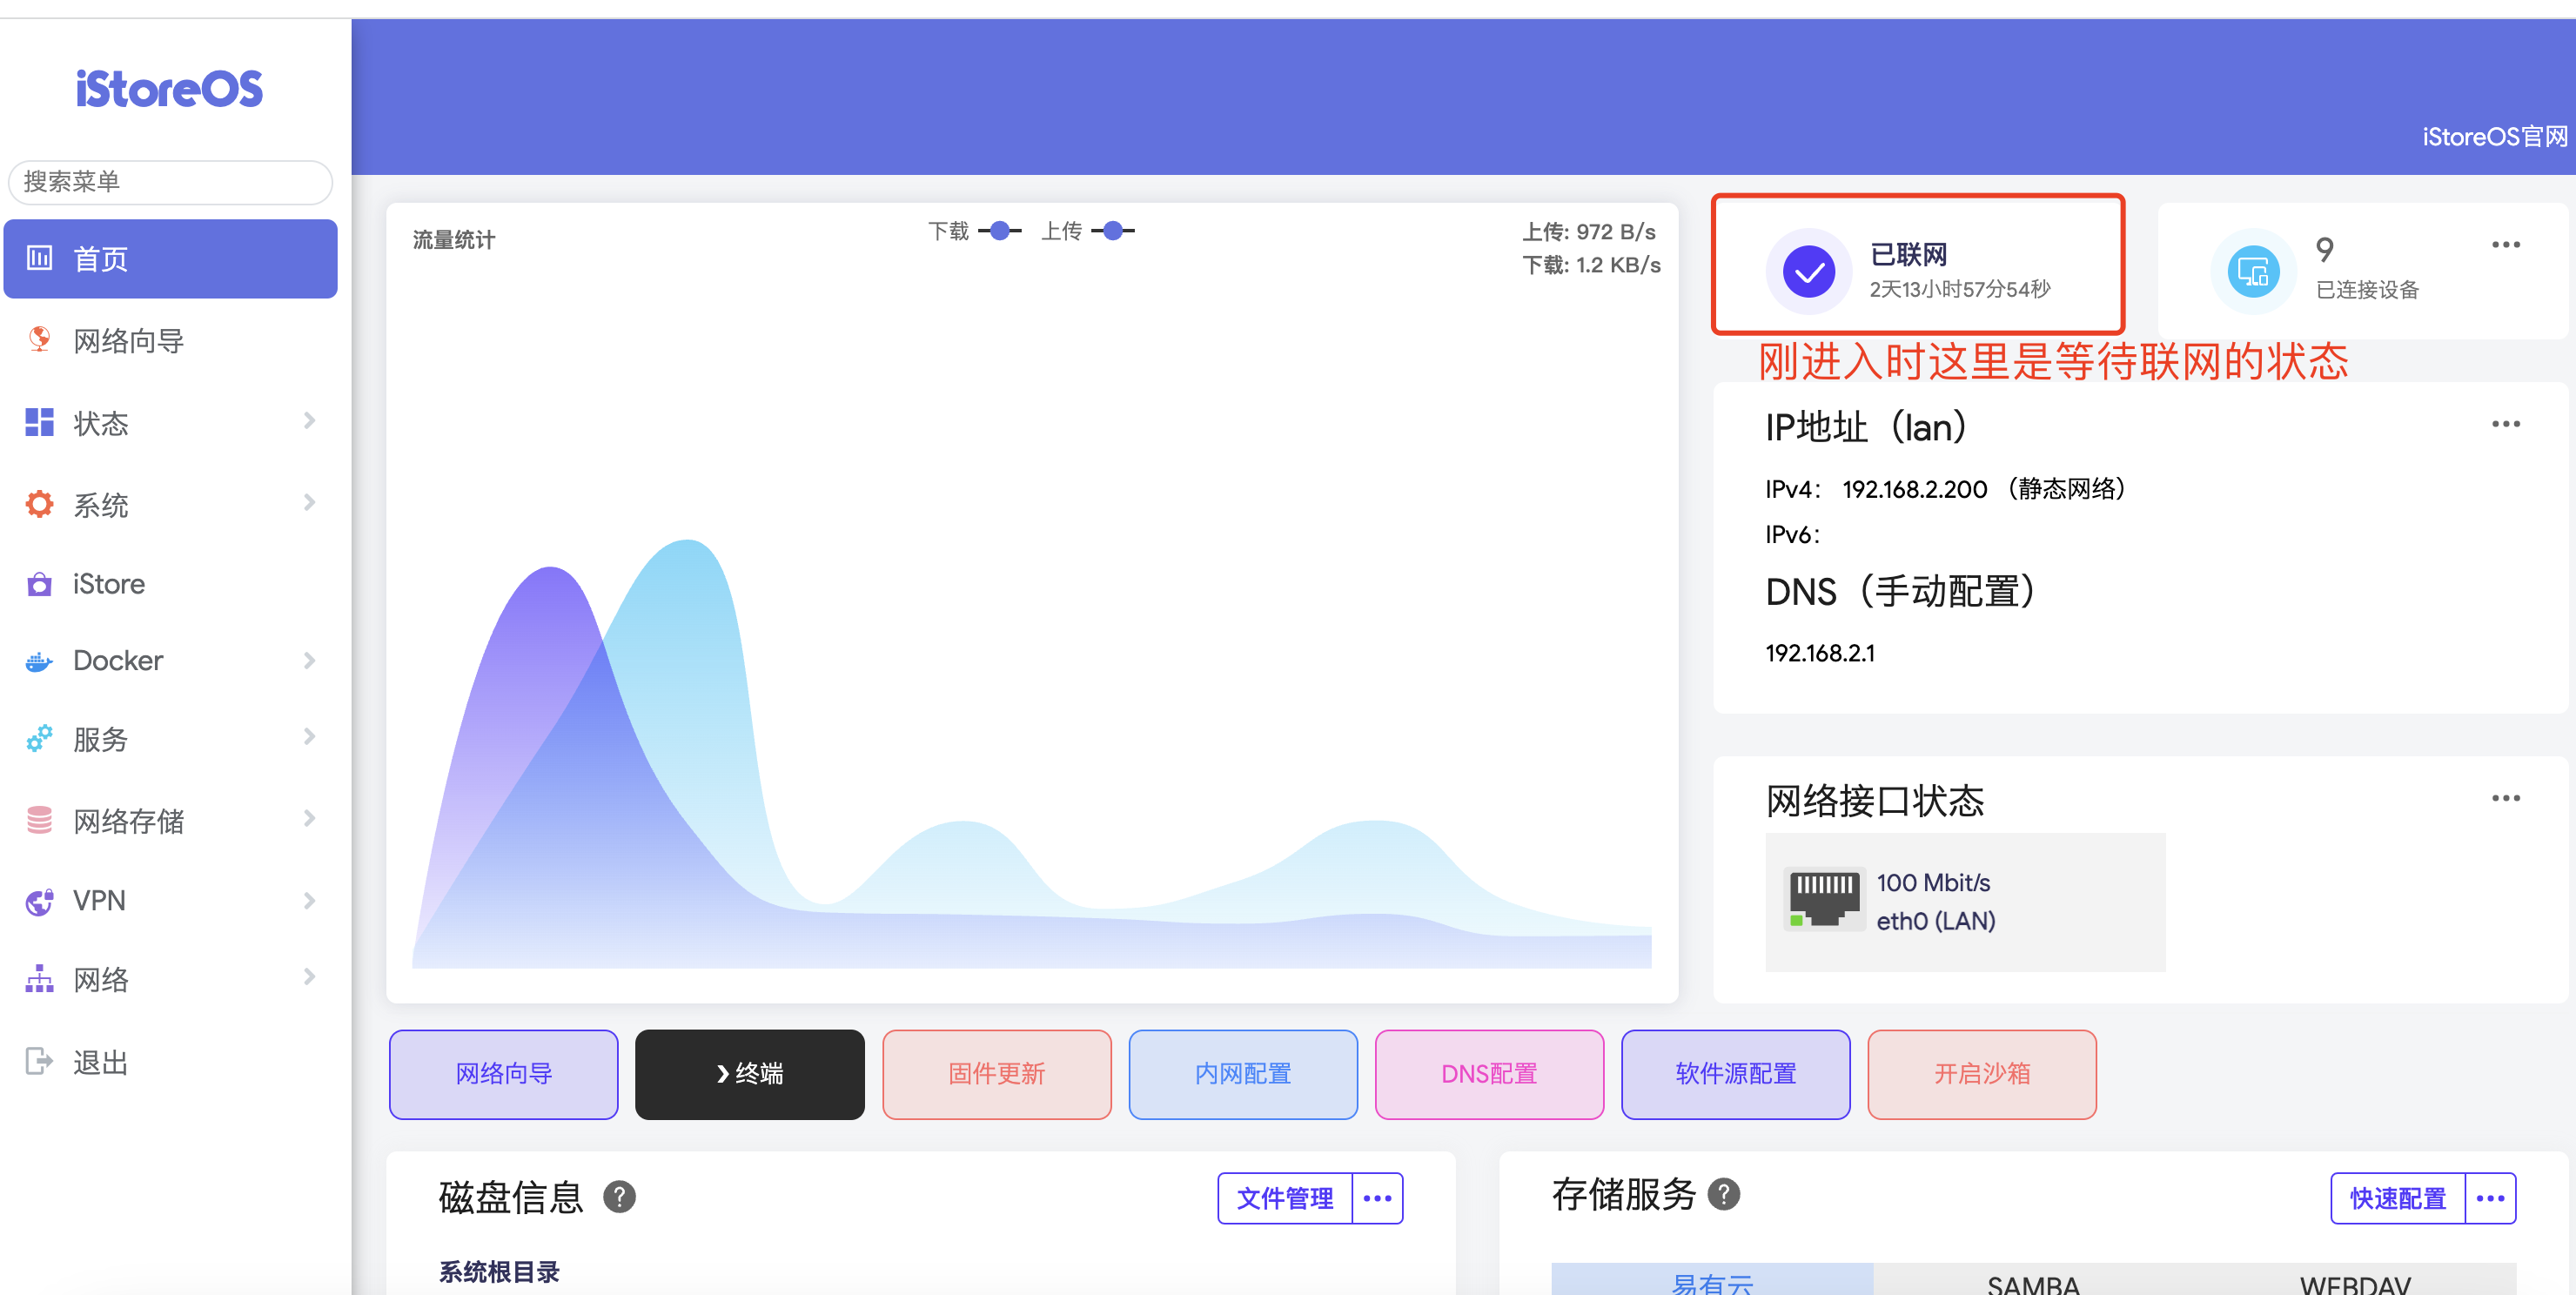 iStoreOS
搜索菜单
首页
网络向导
状态
系统
iStore
Docker
服务
网络存储
VPN
网络
退出
iStoreOS官网
流量统计
下载
上传
上传: 972 B/s
下载: 1.2 KB/s
已联网
2天13小时57分54秒
9
已连接设备
刚进入时这里是等待联网的状态
IP地址（lan）
IPv4： 192.168.2.200 （静态网络）
IPv6：
DNS（手动配置）
192.168.2.1
网络接口状态
100 Mbit/s
eth0 (LAN)
网络向导
终端
固件更新
内网配置
DNS配置
软件源配置
开启沙箱
磁盘信息
文件管理
系统根目录
存储服务
快速配置
易有云
SAMBA
WEBDAV